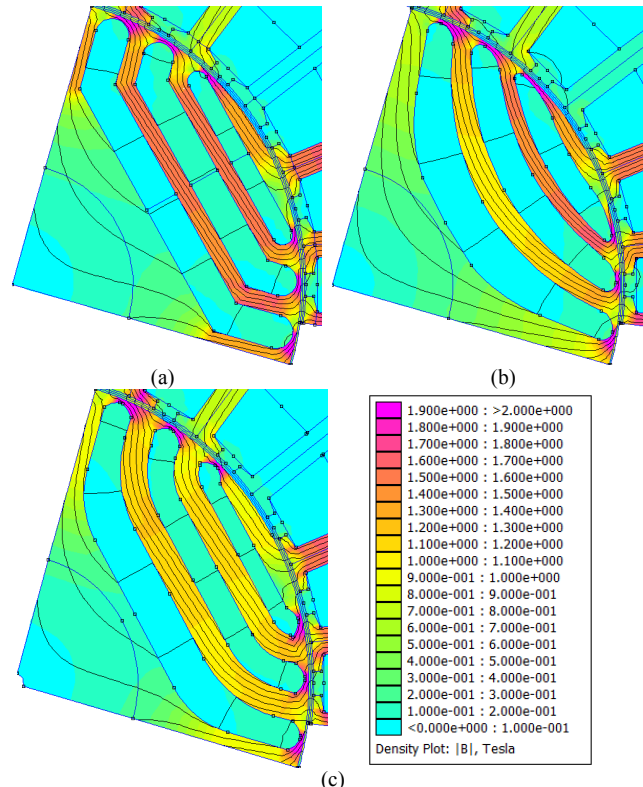 (a)
(b)
1.900e+000 : >2.000e+000
1.800e+000 : 1.900e+000
1.700e+000 : 1.800e+000
1.600e+000 : 1.700e+000
1.500e+000 : 1.600e+000
1.400e+000 : 1.500e+000
1.300e+000 : 1.400e+000
1.200e+000 : 1.300e+000
1.100e+000 : 1.200e+000
1.000e+000 : 1.100e+000
9.000e-001 : 1.000e+000
8.000e-001 : 9.000e-001
7.000e-001 : 8.000e-001
6.000e-001 : 7.000e-001
5.000e-001 : 6.000e-001
4.000e-001 : 5.000e-001
3.000e-001 : 4.000e-001
2.000e-001 : 3.000e-001
1.000e-001 : 2.000e-001
<0.000e+000 : 1.000e-001
Density Plot: |B|, Tesla
(c)